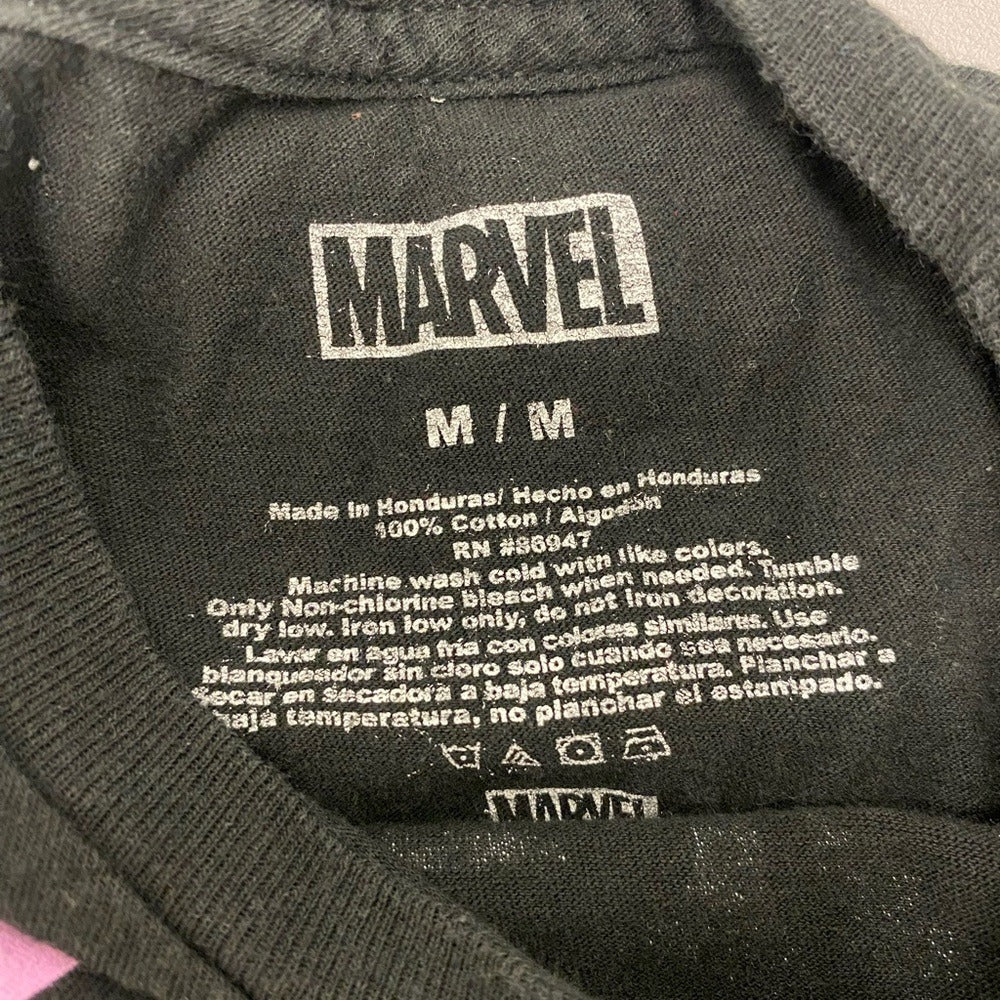 MARVEL
M / M
Made in Honduras/ Hecho en Honduras
100% Cotton / Algodón
RN #86947
Machine wash cold with like colors.
Only Non-chlorine bleach when needed. Tumble
dry low. Iron low only, do not iron decoration.
Lavar en agua fria con colores similares. Use
blanqueador sin cloro solo cuando sea necesario.
Secar en secadora a baja temperatura. Planchar a
baja temperatura, no planchar el estampado.
MARVEL